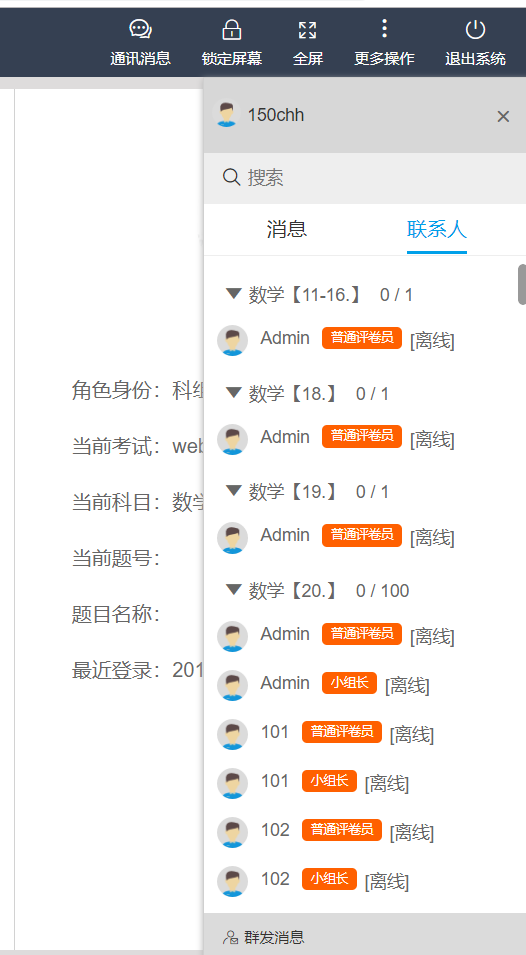 通讯消息 锁定屏幕 全屏 更多操作 退出系统
150chh
搜索
消息 联系人
数学【11-16.】 0 / 1
Admin 普通评卷员 [离线]
数学【18.】 0 / 1
Admin 普通评卷员 [离线]
数学【19.】 0 / 1
Admin 普通评卷员 [离线]
数学【20.】 0 / 100
Admin 普通评卷员 [离线]
Admin 小组长 [离线]
101 普通评卷员 [离线]
101 小组长 [离线]
102 普通评卷员 [离线]
102 小组长 [离线]
群发消息
角色身份：科组
当前考试：web
当前科目：数学
当前题号：
题目名称：
最近登录：201